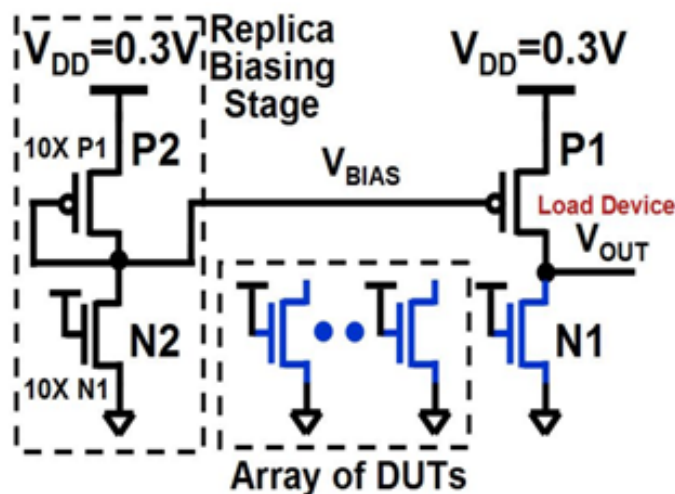 Replica
Biasing
Stage
VDD=0.3V
10X P1
P2
N2
10X N1
VBIAS
VDD=0.3V
P1
Load Device
VOUT
N1
Array of DUTs